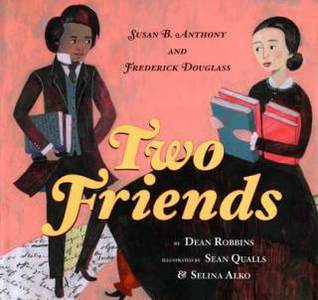 Susan B. Anthony
and
Frederick Douglass
Two
Friends
by Dean Robbins
illustrated by Sean Qualls
& Selina Alko